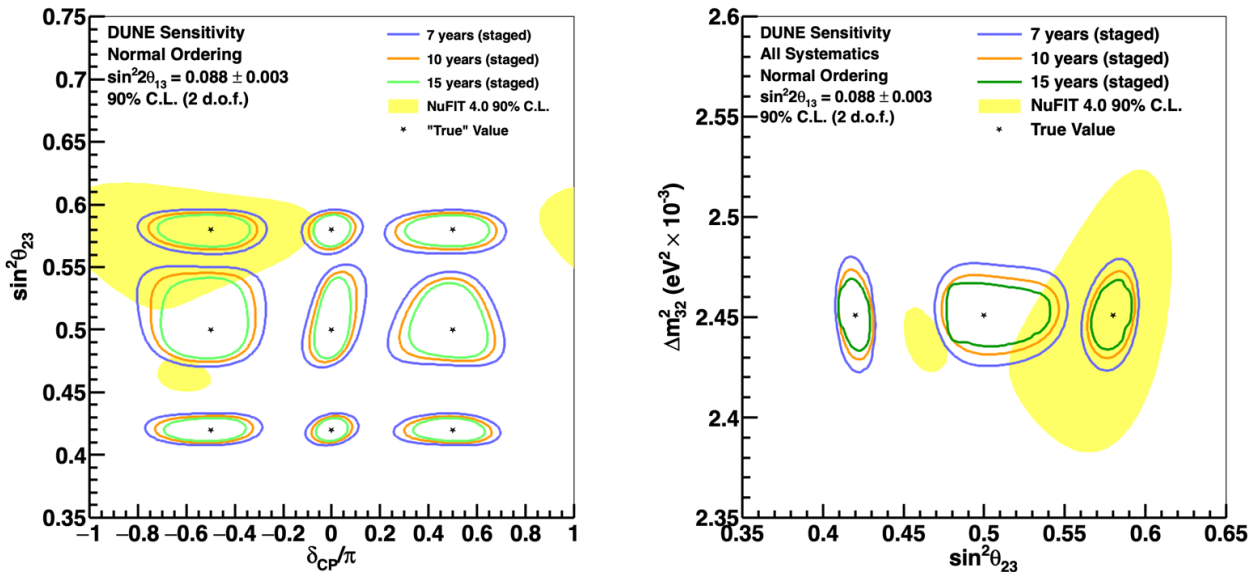 DUNE Sensitivity
Normal Ordering
sin²2θ₁₃ = 0.088 ± 0.003
90% C.L. (2 d.o.f.)
7 years (staged)
10 years (staged)
15 years (staged)
NuFIT 4.0 90% C.L.
"True" Value
0.75
0.7
0.65
0.6
0.55
0.5
0.45
0.4
0.35
sin²θ₂₃
−1 −0.8 −0.6 −0.4 −0.2 0 0.2 0.4 0.6 0.8 1
δCP/π
DUNE Sensitivity
All Systematics
Normal Ordering
sin²2θ₁₃ = 0.088 ± 0.003
90% C.L. (2 d.o.f.)
7 years (staged)
10 years (staged)
15 years (staged)
NuFIT 4.0 90% C.L.
True Value
2.6
2.55
2.5
2.45
2.4
2.35
Δm²₃₂ (eV² × 10⁻³)
0.35 0.4 0.45 0.5 0.55 0.6 0.65
sin²θ₂₃